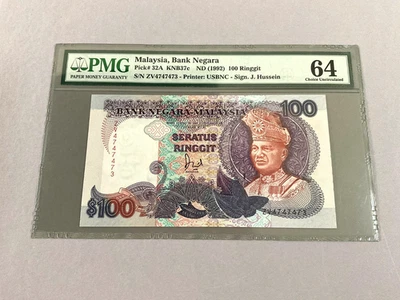 PMG
PAPER MONEY GUARANTY
Malaysia, Bank Negara
Pick# 32A KNB37c ND (1992) 100 Ringgit
S/N ZV4747473 - Printer: USBNC - Sign. J. Hussein
64
Choice Uncirculated
100
BANK NEGARA MALAYSIA
SERATUS
RINGGIT
ZV4747473
$100
ZV4747473